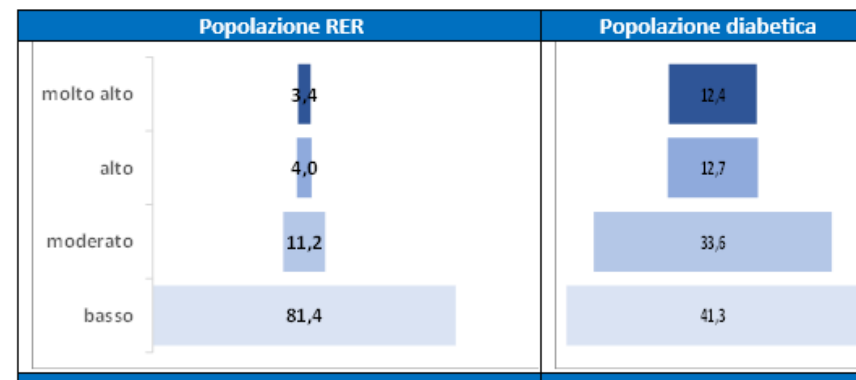 Popolazione RER Popolazione diabetica
molto alto 3,4 12,4
alto 4,0 12,7
moderato 11,2 33,6
basso 81,4 41,3